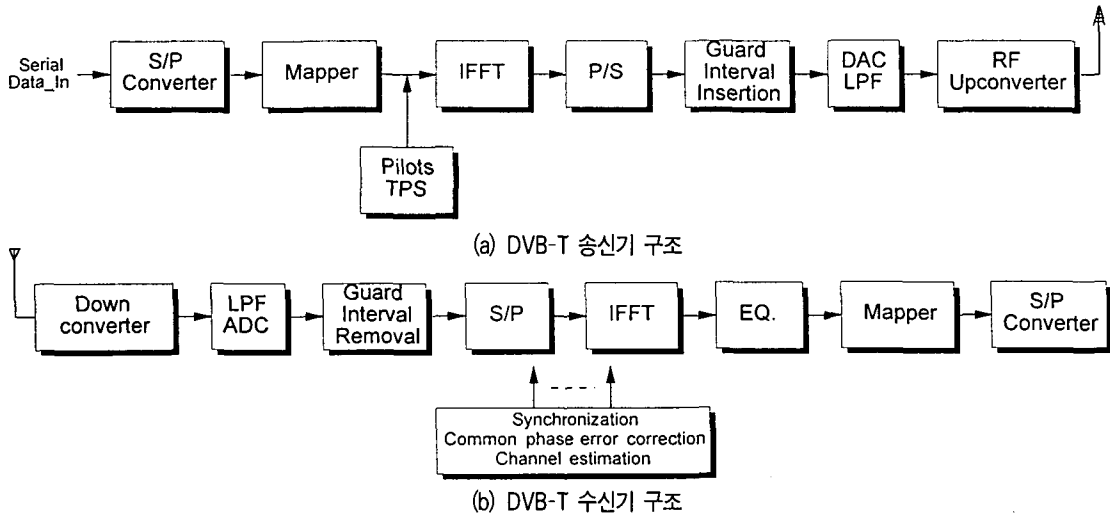 Serial
Data_In
S/P
Converter
Mapper
IFFT
P/S
Guard
Interval
Insertion
DAC
LPF
RF
Upconverter
Pilots
TPS
(a) DVB-T 송신기 구조
Down
converter
LPF
ADC
Guard
Interval
Removal
S/P
IFFT
EQ.
Mapper
S/P
Converter
Synchronization
Common phase error correction
Channel estimation
(b) DVB-T 수신기 구조